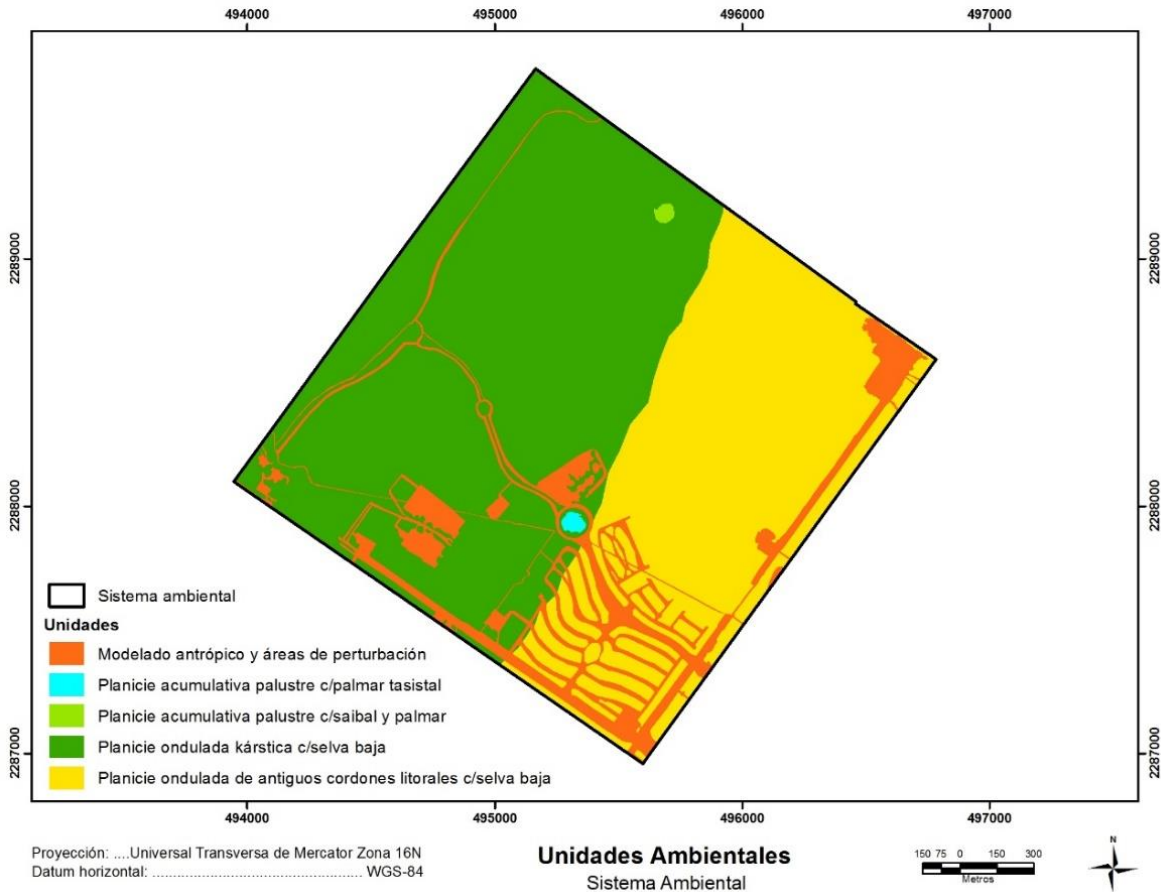 494000 495000 496000 497000
2289000 2289000
2288000 2288000
2287000 2287000
Sistema ambiental
Unidades
Modelado antrópico y áreas de perturbación
Planicie acumulativa palustre c/palmar tasistal
Planicie acumulativa palustre c/saibal y palmar
Planicie ondulada kárstica c/selva baja
Planicie ondulada de antiguos cordones litorales c/selva baja
494000 495000 496000 497000
Proyección: ....Universal Transversa de Mercator Zona 16N
Datum horizontal: .................................................. WGS-84
Unidades Ambientales
Sistema Ambiental
150 75 0 150 300
Metros
N